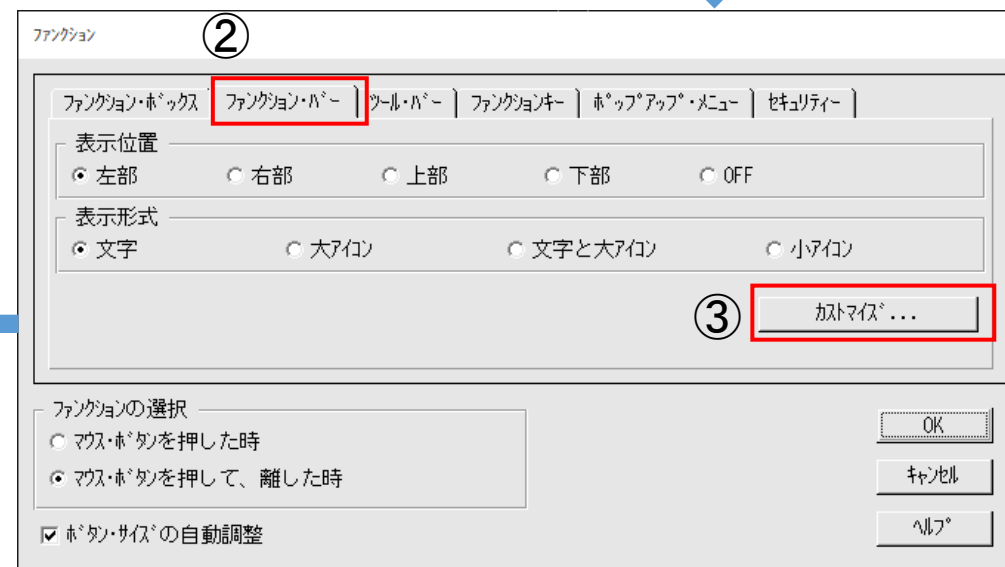 ファンクション
②
ﾌｧﾝｸｼｮﾝ・ﾎﾞｯｸｽ ﾌｧﾝｸｼｮﾝ・ﾊﾞｰ ﾂｰﾙ・ﾊﾞｰ ﾌｧﾝｸｼｮﾝｷｰ ﾎﾟｯﾌﾟｱｯﾌﾟ・ﾒﾆｭｰ ｾｷｭﾘﾃｨｰ
表示位置
左部 右部 上部 下部 OFF
表示形式
文字 大ｱｲｺﾝ 文字と大ｱｲｺﾝ 小ｱｲｺﾝ
③ ｶｽﾄﾏｲｽﾞ...
ﾌｧﾝｸｼｮﾝの選択
ﾏｳｽ・ﾎﾞﾀﾝを押した時
OK
ﾏｳｽ・ﾎﾞﾀﾝを押して、離した時
ｷｬﾝｾﾙ
ﾎﾞﾀﾝ・ｻｲｽﾞの自動調整
ﾍﾙﾌﾟ